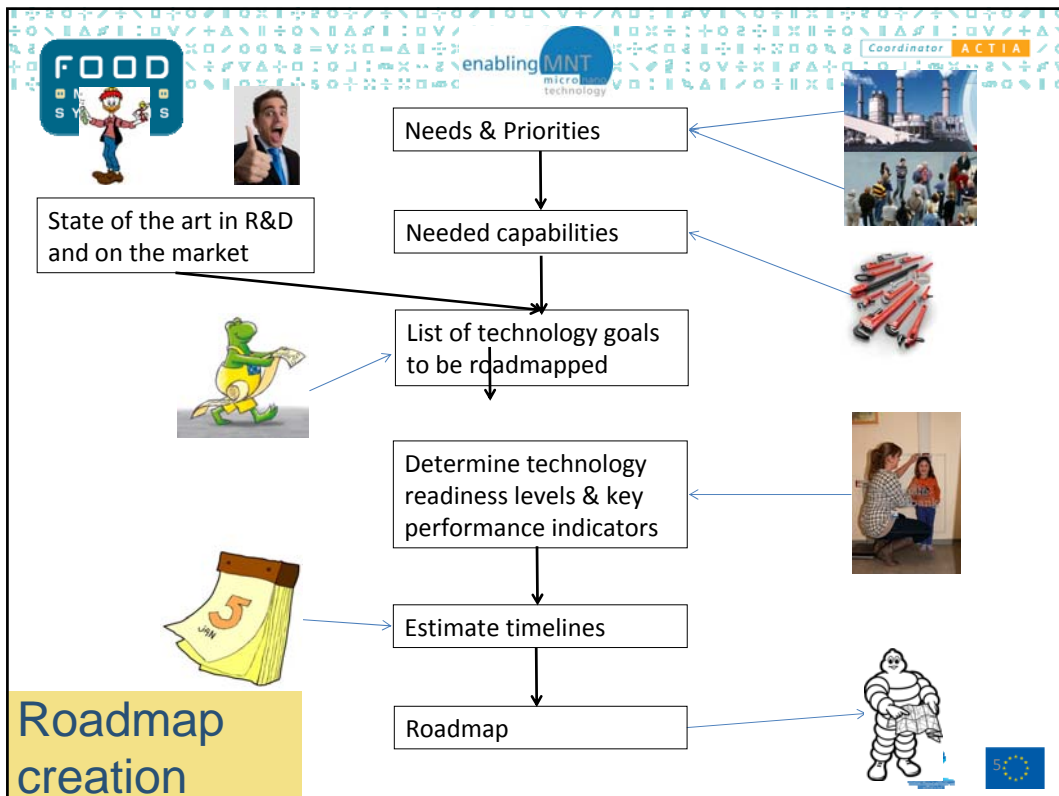 FOOD
enabling MNT
micro nano
technology
Coordinator ACTIA
Needs & Priorities
State of the art in R&D
and on the market
Needed capabilities
List of technology goals
to be roadmapped
Determine technology
readiness levels & key
performance indicators
5
JAN
Estimate timelines
Roadmap
Roadmap
creation
5